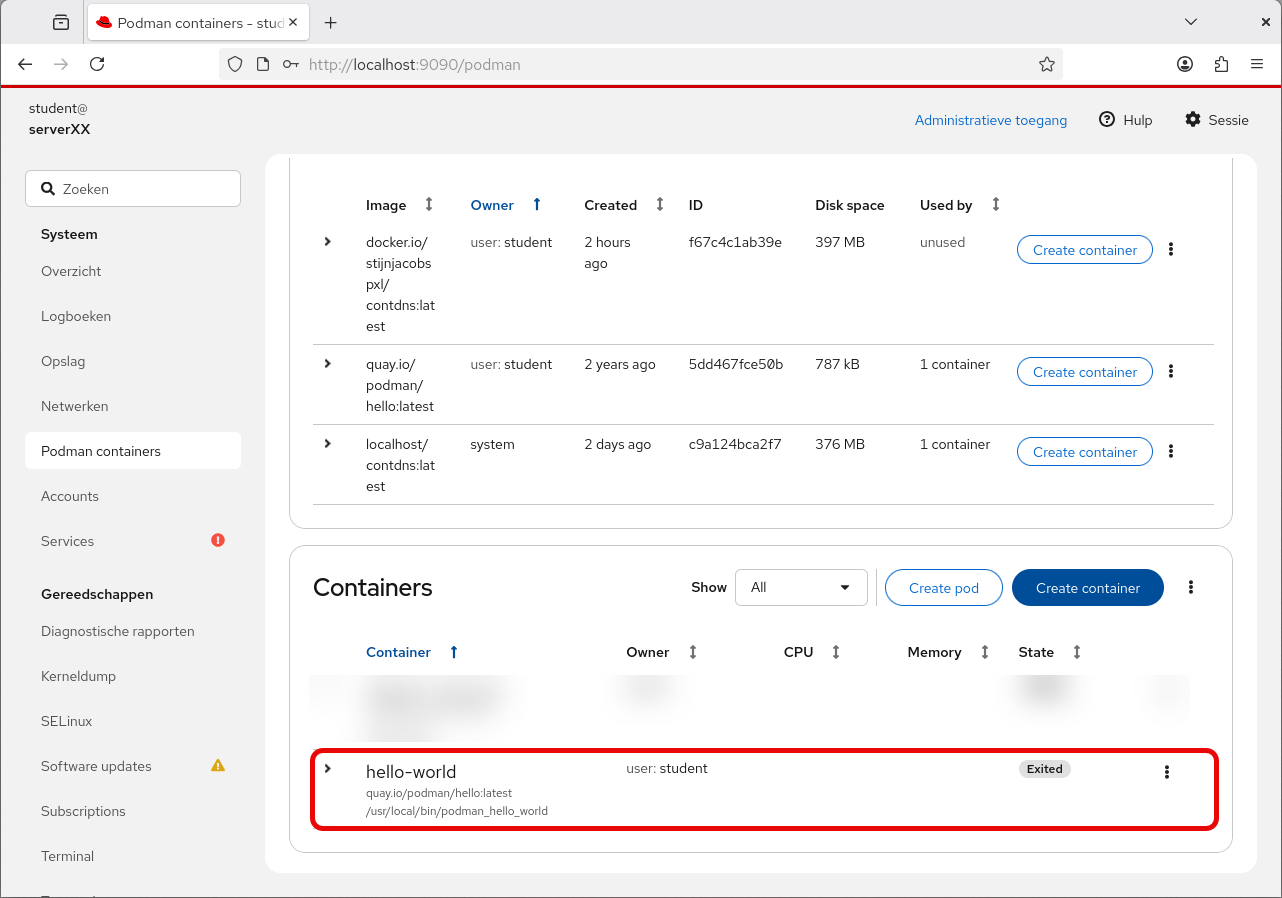 Podman containers - stud
http://localhost:9090/podman
student@
serverXX
Administratieve toegang
Hulp
Sessie
Zoeken
Systeem
Overzicht
Logboeken
Opslag
Netwerken
Podman containers
Accounts
Services
Gereedschappen
Diagnostische rapporten
Kerneldump
SELinux
Software updates
Subscriptions
Terminal
Image Owner Created ID Disk space Used by
docker.io/ user: student 2 hours f67c4c1ab39e 397 MB unused Create container
stijnjacobs ago
pxl/
contdns:lat
est
quay.io/ user: student 2 years ago 5dd467fce50b 787 kB 1 container Create container
podman/
hello:latest
localhost/ system 2 days ago c9a124bca2f7 376 MB 1 container Create container
contdns:lat
est
Containers Show All Create pod Create container
Container Owner CPU Memory State
hello-world user: student Exited
quay.io/podman/hello:latest
/usr/local/bin/podman_hello_world